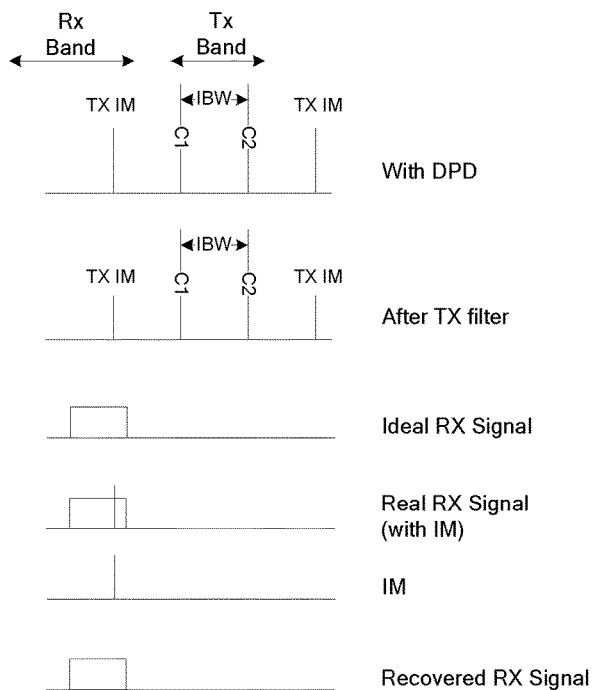 Rx
Band
Tx
Band
IBW
TX IM
C1
C2
TX IM
With DPD
IBW
TX IM
C1
C2
TX IM
After TX filter
Ideal RX Signal
Real RX Signal
(with IM)
IM
Recovered RX Signal